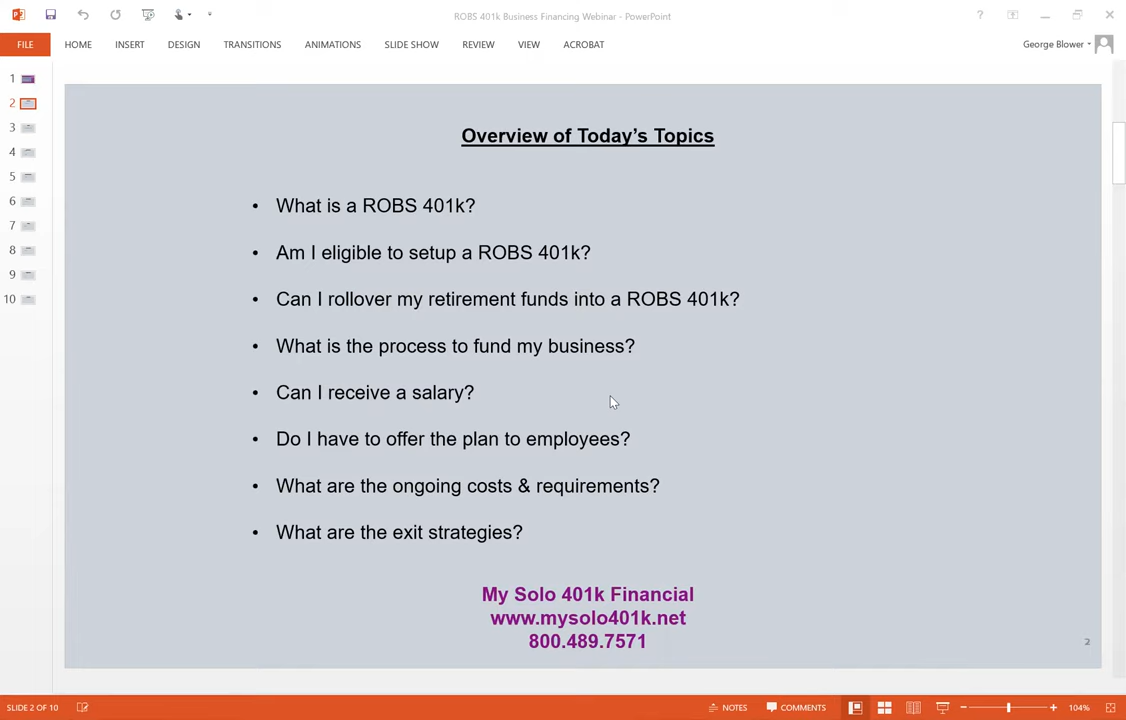 ROBS 401k Business Financing Webinar - PowerPoint
?
FILE HOME INSERT DESIGN TRANSITIONS ANIMATIONS SLIDE SHOW REVIEW VIEW ACROBAT George Blower
1
2
3
4
5
6
7
8
9
10
Overview of Today's Topics
• What is a ROBS 401k?
• Am I eligible to setup a ROBS 401k?
• Can I rollover my retirement funds into a ROBS 401k?
• What is the process to fund my business?
• Can I receive a salary?
• Do I have to offer the plan to employees?
• What are the ongoing costs & requirements?
• What are the exit strategies?
My Solo 401k Financial
www.mysolo401k.net
800.489.7571
2
SLIDE 2 OF 10 NOTES COMMENTS 104%